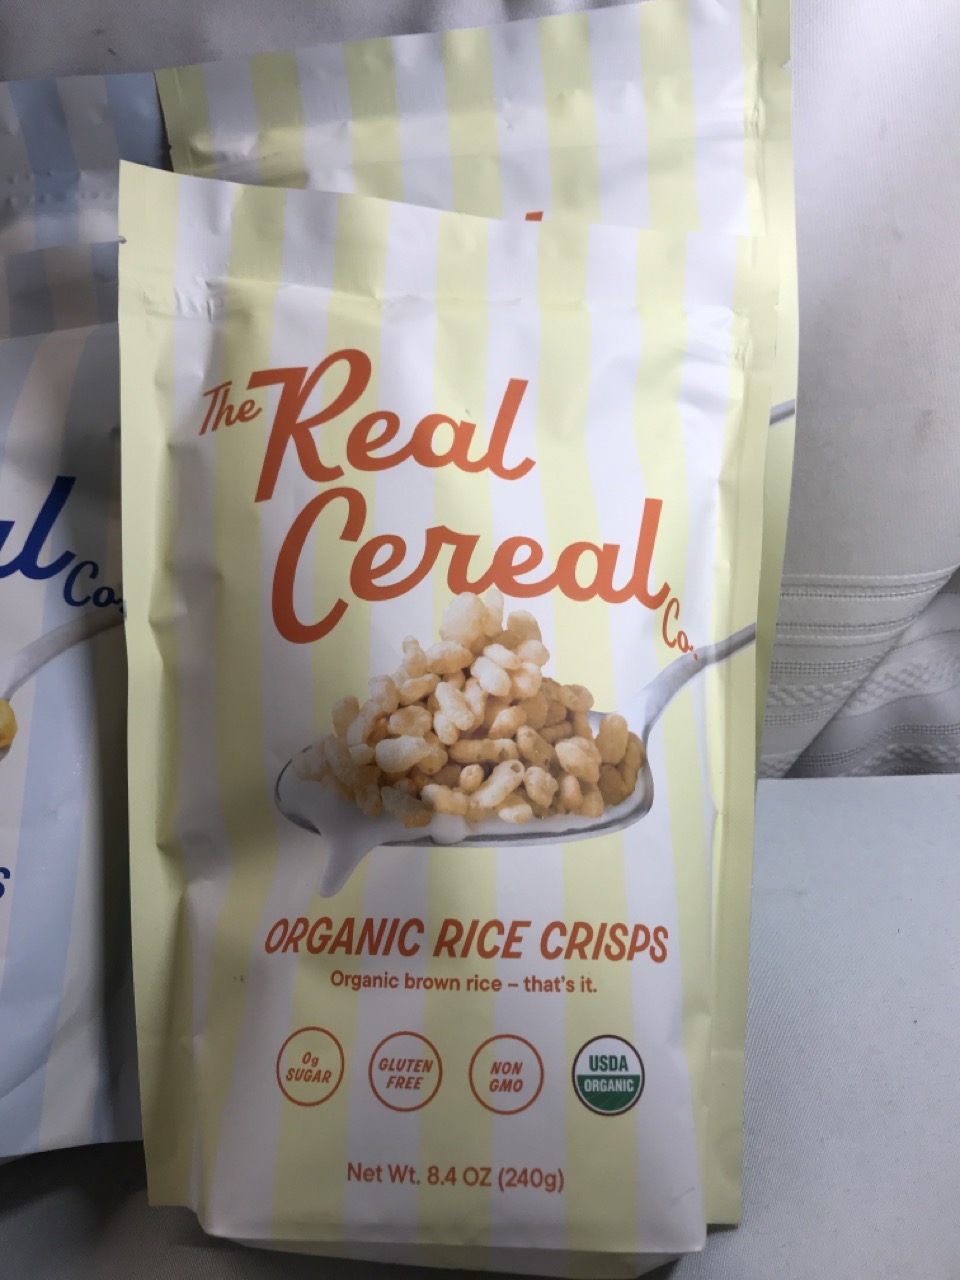 The Real
Cereal Co.
ORGANIC RICE CRISPS
Organic brown rice – that's it.
0g
SUGAR
GLUTEN
FREE
NON
GMO
USDA
ORGANIC
Net Wt. 8.4 OZ (240g)
Co.